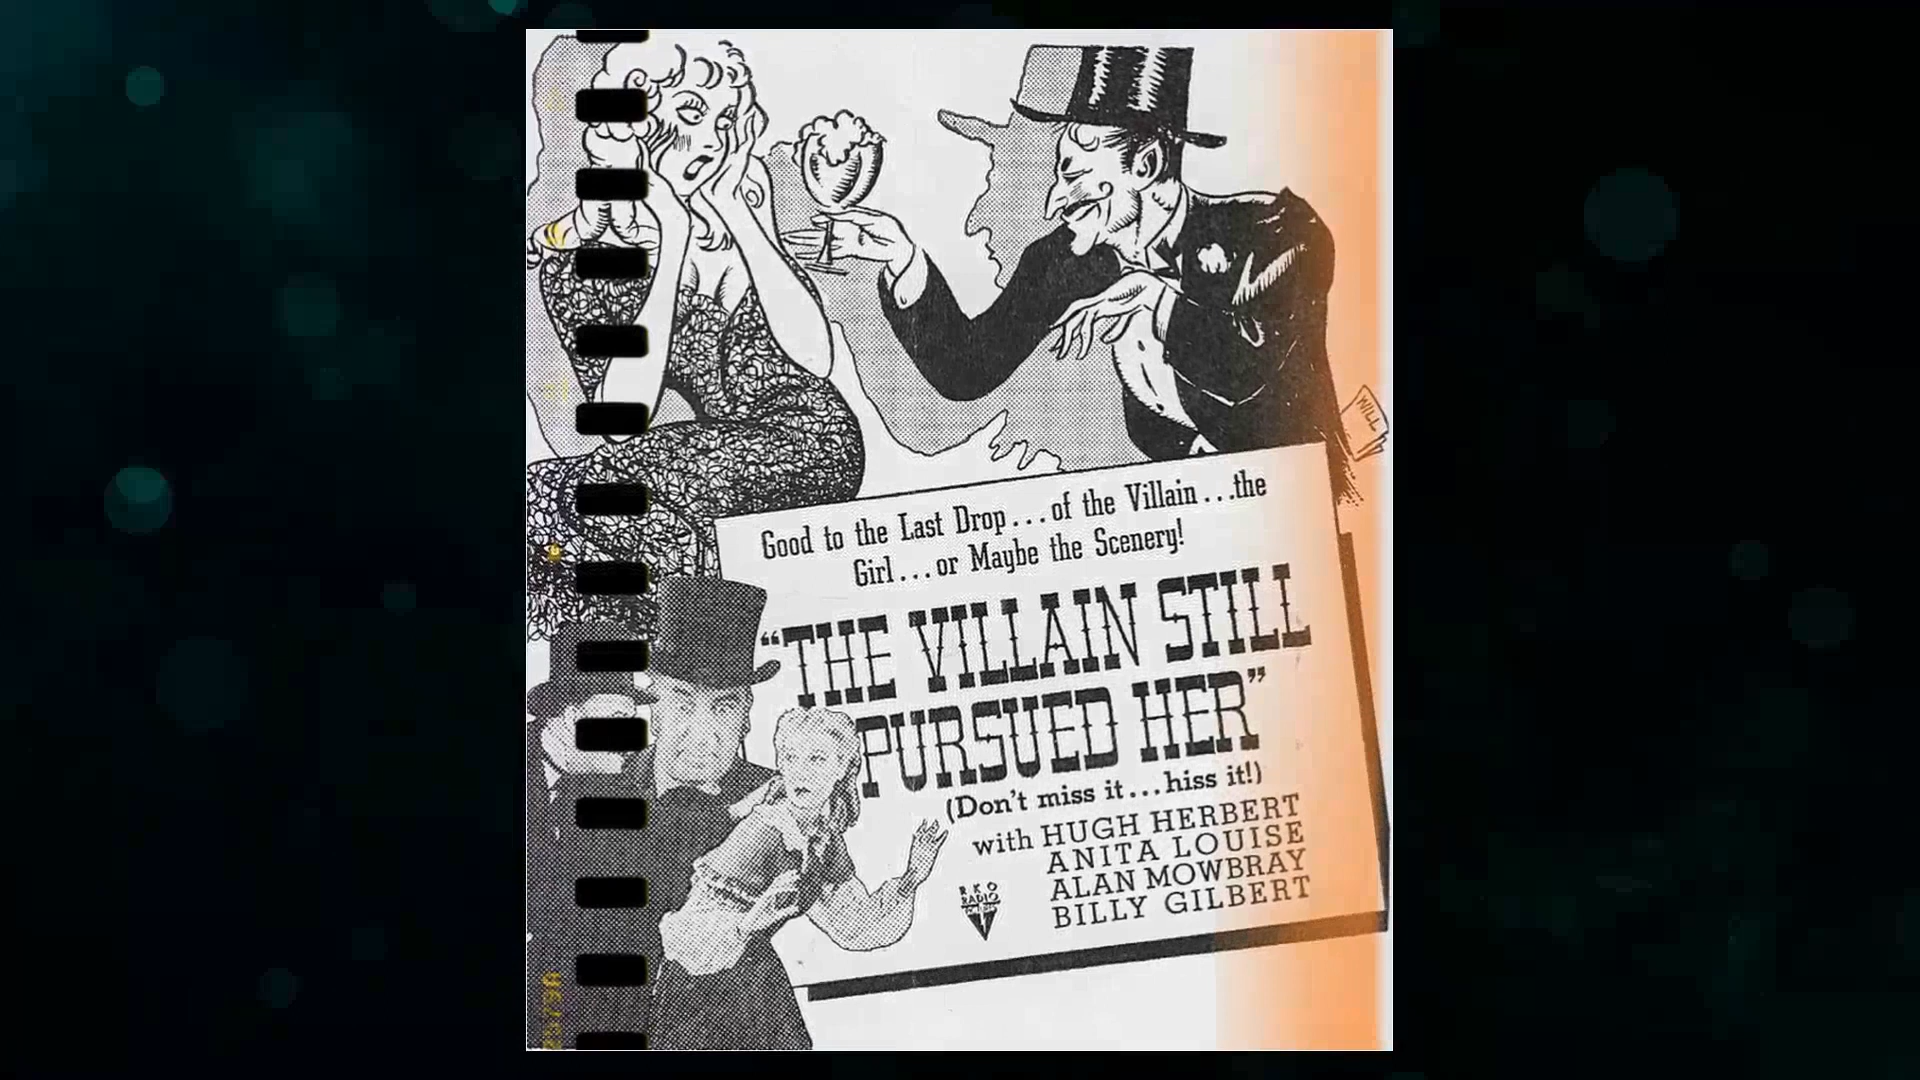 WILL
Good to the Last Drop...of the Villain...the
Girl...or Maybe the Scenery!
"THE VILLAIN STILL
PURSUED HER"
(Don't miss it...hiss it!)
with HUGH HERBERT
ANITA LOUISE
ALAN MOWBRAY
BILLY GILBERT
RKO
RADIO